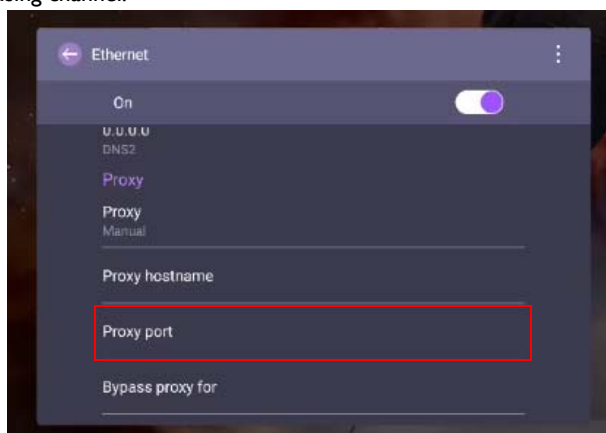 Ethernet
On
0.0.0.0
DNS2
Proxy
Proxy
Manual
Proxy hostname
Proxy port
Bypass proxy for